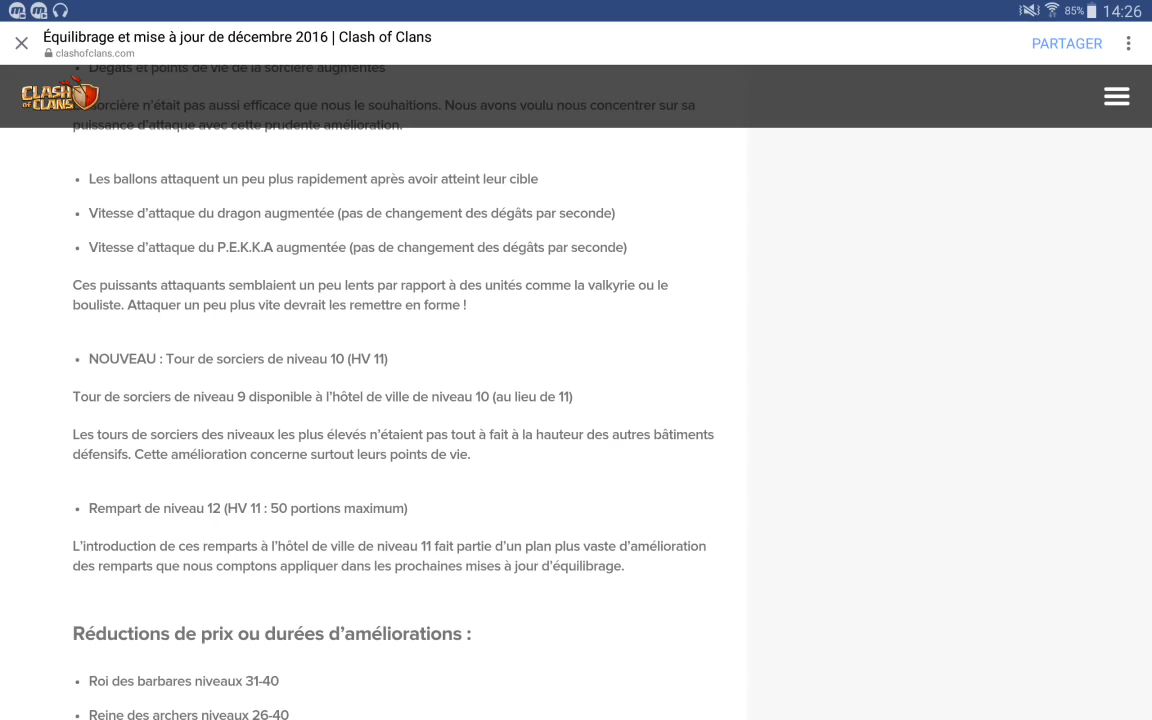 85% 14:26
Équilibrage et mise à jour de décembre 2016 | Clash of Clans
clashofclans.com
PARTAGER
• Dégâts et points de vie de la sorcière augmentés
CLASH
OF CLANS
sorcière n'était pas aussi efficace que nous le souhaitions. Nous avons voulu nous concentrer sur sa
puissance d'attaque avec cette prudente amélioration.
• Les ballons attaquent un peu plus rapidement après avoir atteint leur cible
• Vitesse d'attaque du dragon augmentée (pas de changement des dégâts par seconde)
• Vitesse d'attaque du P.E.K.K.A augmentée (pas de changement des dégâts par seconde)
Ces puissants attaquants semblaient un peu lents par rapport à des unités comme la valkyrie ou le
bouliste. Attaquer un peu plus vite devrait les remettre en forme !
• NOUVEAU : Tour de sorciers de niveau 10 (HV 11)
Tour de sorciers de niveau 9 disponible à l'hôtel de ville de niveau 10 (au lieu de 11)
Les tours de sorciers des niveaux les plus élevés n'étaient pas tout à fait à la hauteur des autres bâtiments
défensifs. Cette amélioration concerne surtout leurs points de vie.
• Rempart de niveau 12 (HV 11 : 50 portions maximum)
L'introduction de ces remparts à l'hôtel de ville de niveau 11 fait partie d'un plan plus vaste d'amélioration
des remparts que nous comptons appliquer dans les prochaines mises à jour d'équilibrage.
Réductions de prix ou durées d'améliorations :
• Roi des barbares niveaux 31-40
• Reine des archers niveaux 26-40